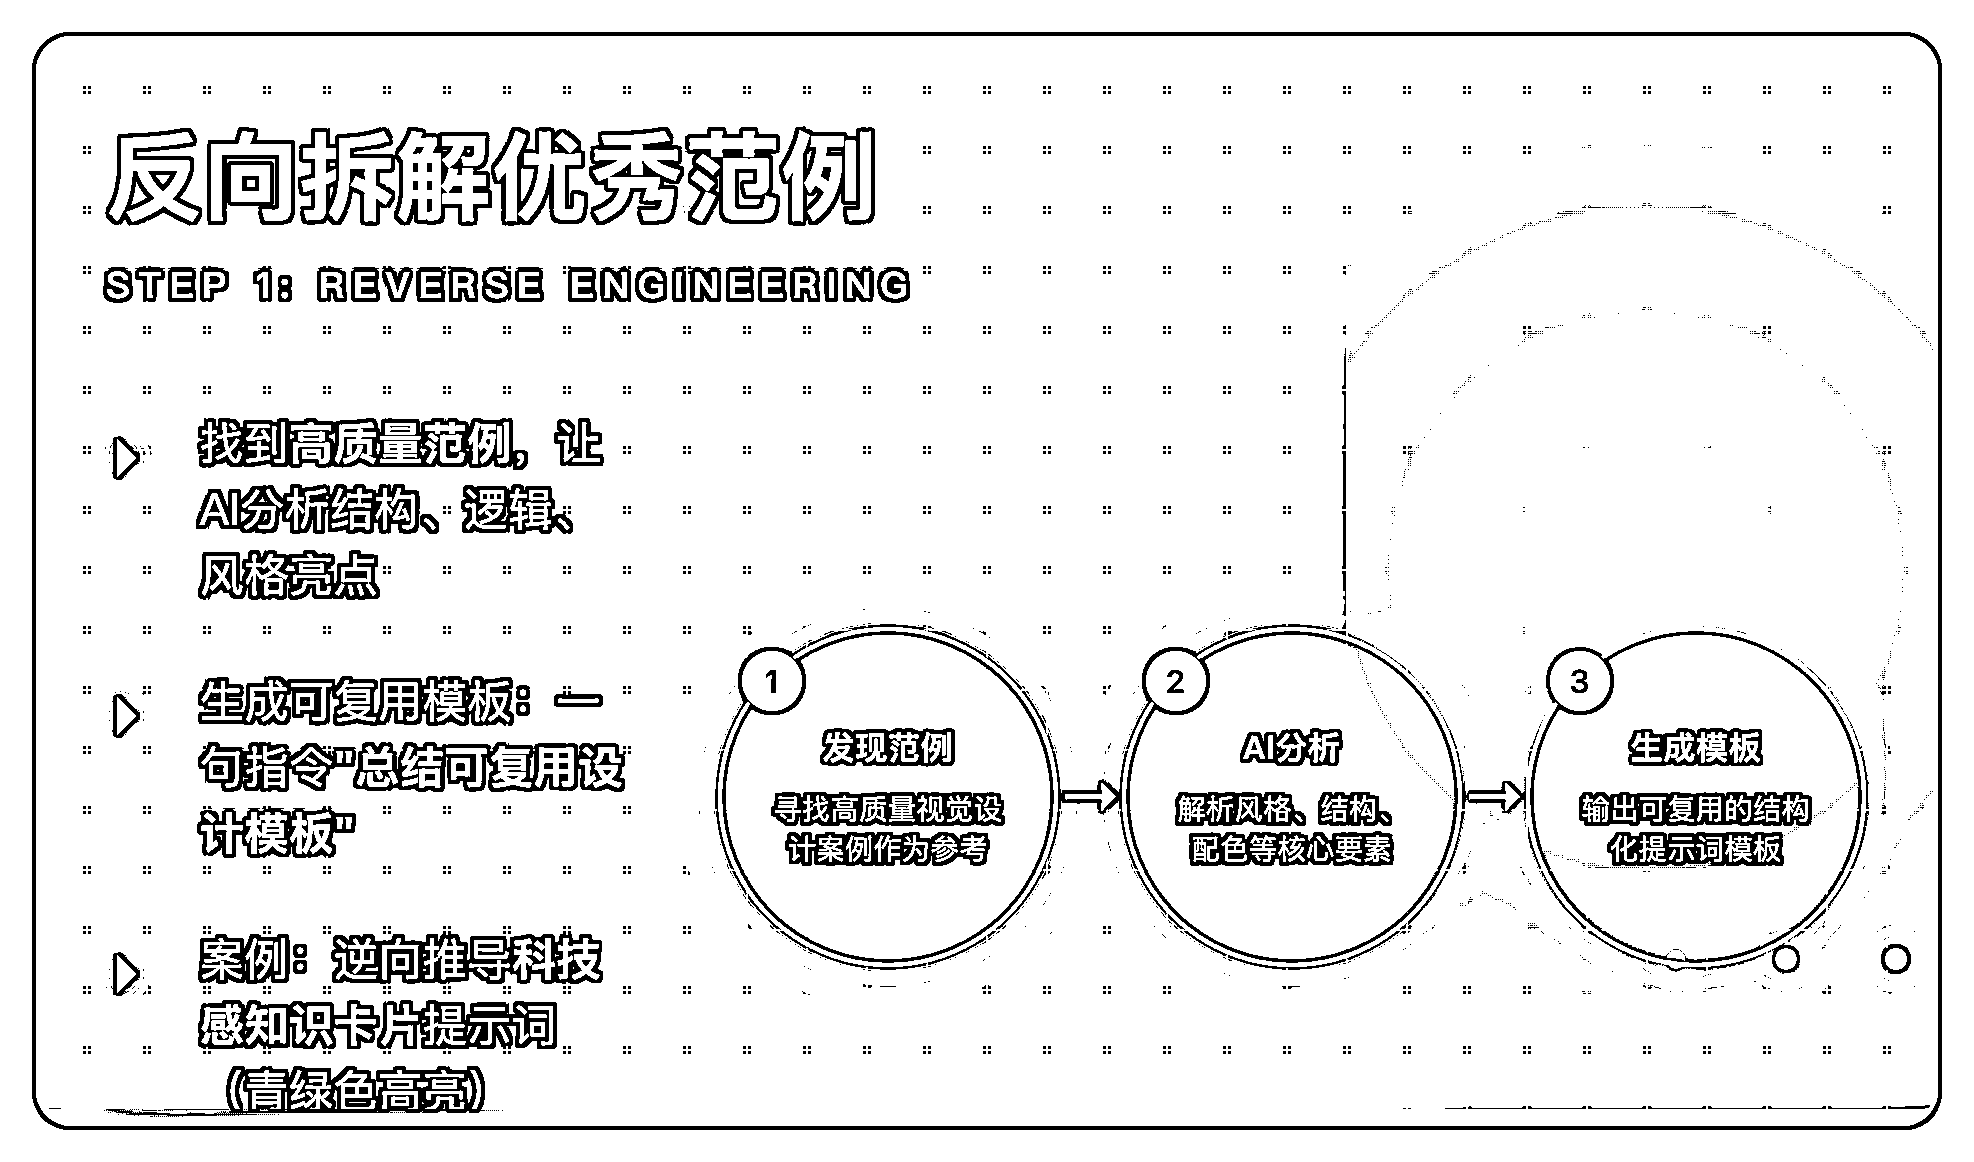 反向拆解优秀范例
STEP 1: REVERSE ENGINEERING
找到高质量范例，让
AI分析结构、逻辑、
风格亮点
生成可复用模板：一
句指令"总结可复用设
计模板"
案例：逆向推导科技
感知识卡片提示词
（青绿色高亮）
1
发现范例
寻找高质量视觉设
计案例作为参考
2
AI分析
解析风格、结构、
配色等核心要素
3
生成模板
输出可复用的结构
化提示词模板